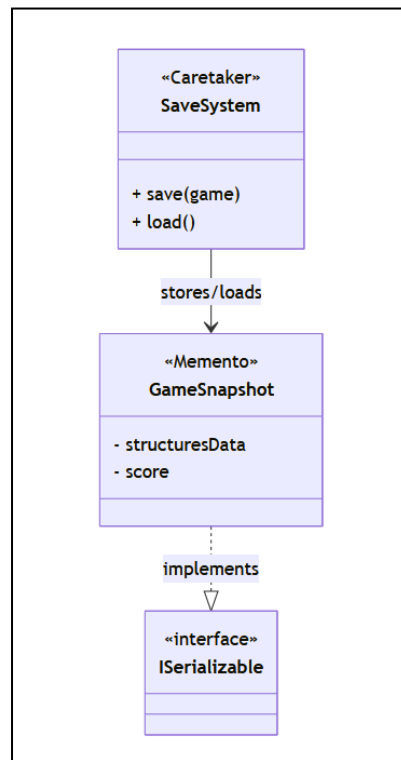 «Caretaker»
SaveSystem
+ save(game)
+ load()
stores/loads
«Memento»
GameSnapshot
- structuresData
- score
implements
«interface»
ISerializable